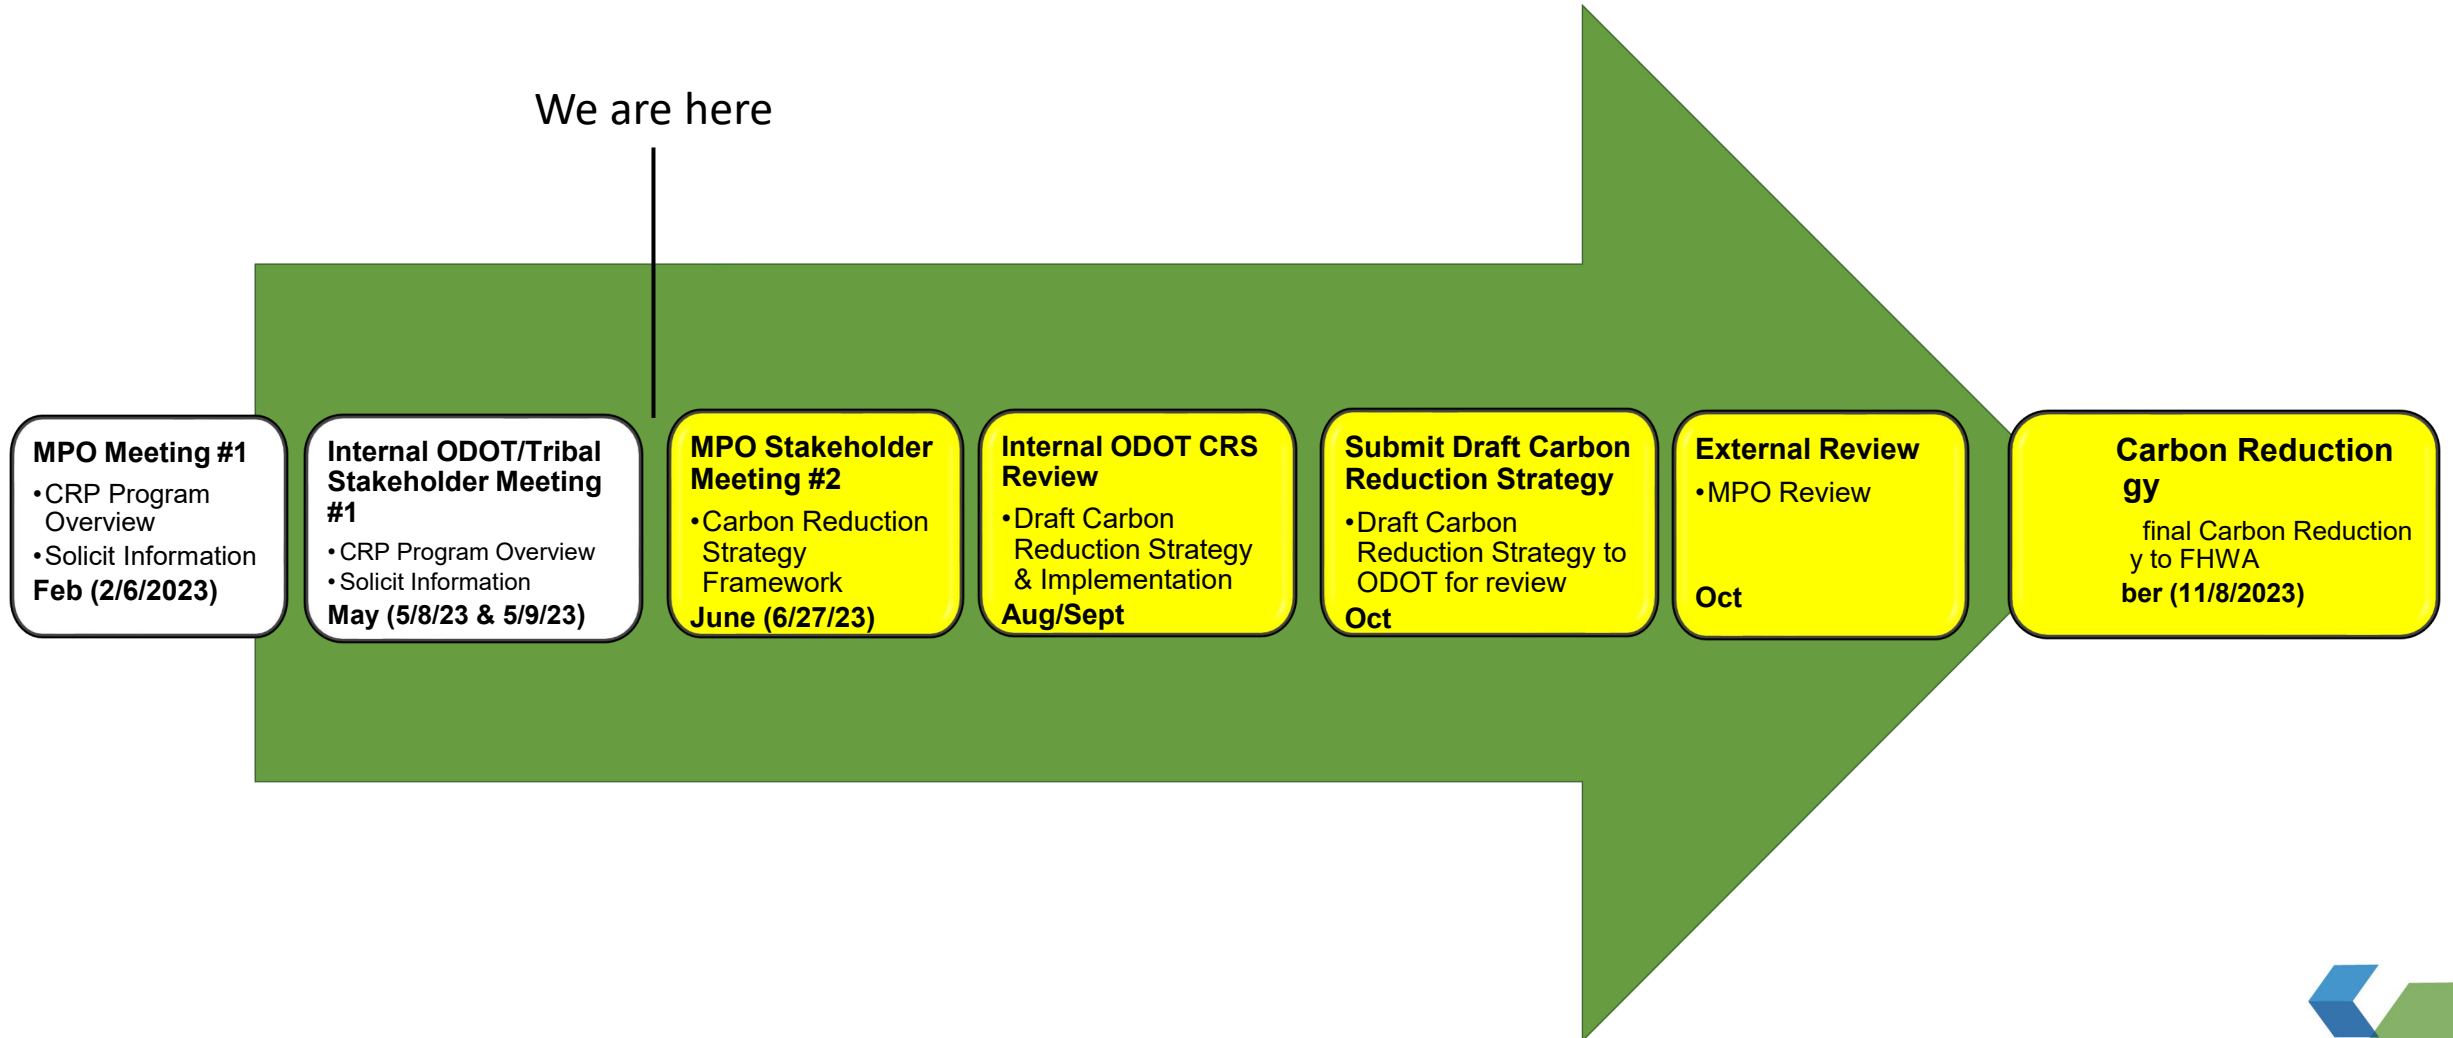 We are here
MPO Meeting #1
•CRP Program
Overview
•Solicit Information
Feb (2/6/2023)
Internal ODOT/Tribal
Stakeholder Meeting
#1
•CRP Program Overview
•Solicit Information
May (5/8/23 & 5/9/23)
MPO Stakeholder
Meeting #2
•Carbon Reduction
Strategy
Framework
June (6/27/23)
Internal ODOT CRS
Review
•Draft Carbon
Reduction Strategy
& Implementation
Aug/Sept
Submit Draft Carbon
Reduction Strategy
•Draft Carbon
Reduction Strategy to
ODOT for review
Oct
External Review
•MPO Review
Oct
Carbon Reduction
gy
final Carbon Reduction
y to FHWA
ber (11/8/2023)